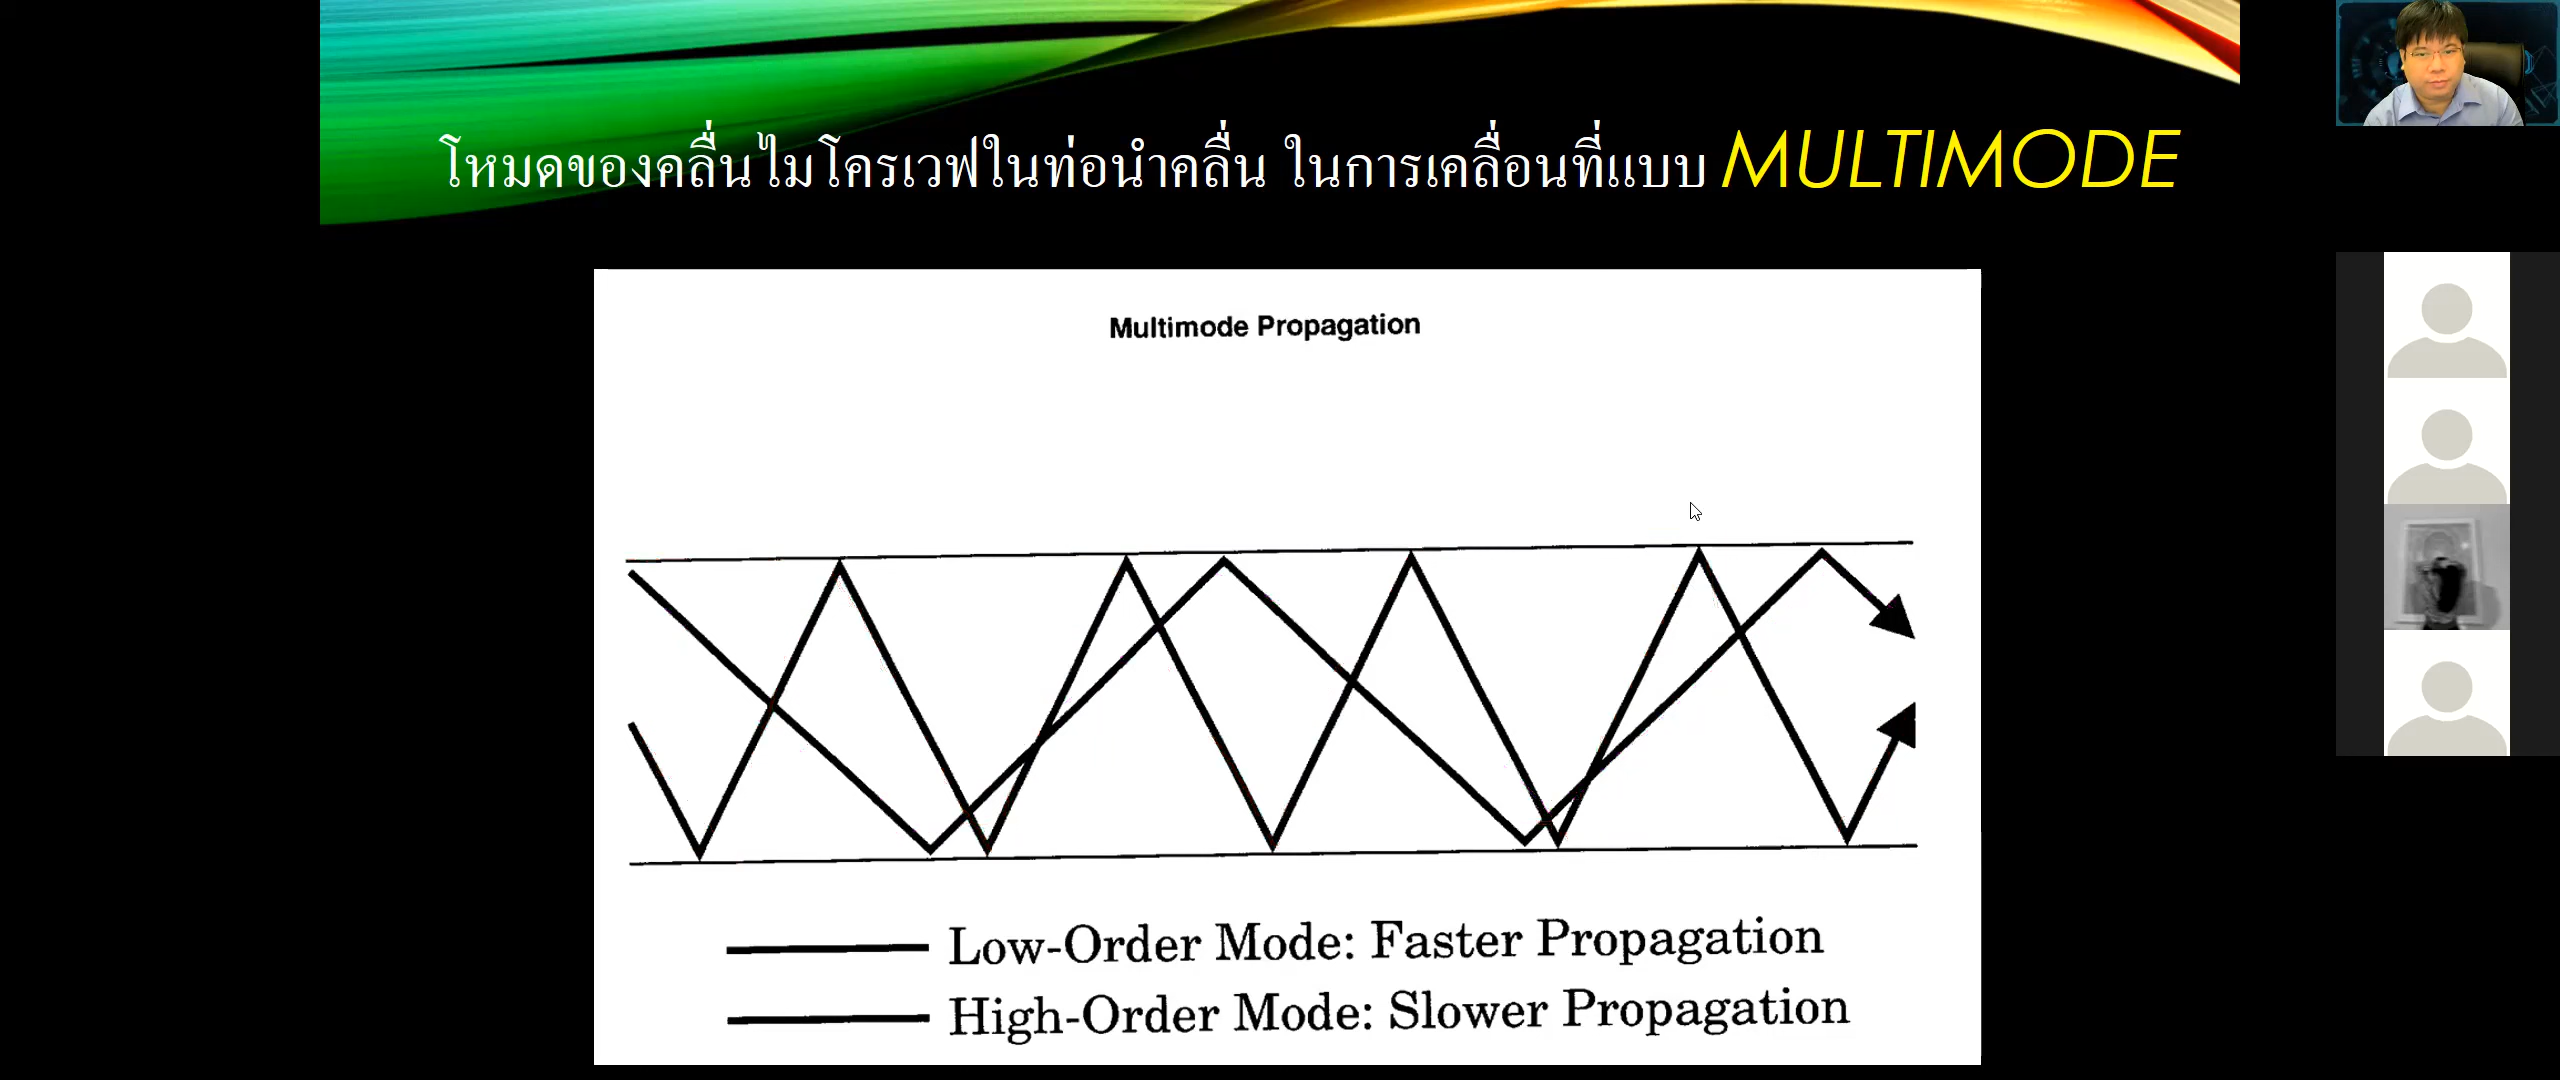 โหมดของคลื่นไมโครเวฟในท่อนำคลื่น ในการเคลื่อนที่แบบ MULTIMODE
Multimode Propagation
Low-Order Mode: Faster Propagation
High-Order Mode: Slower Propagation